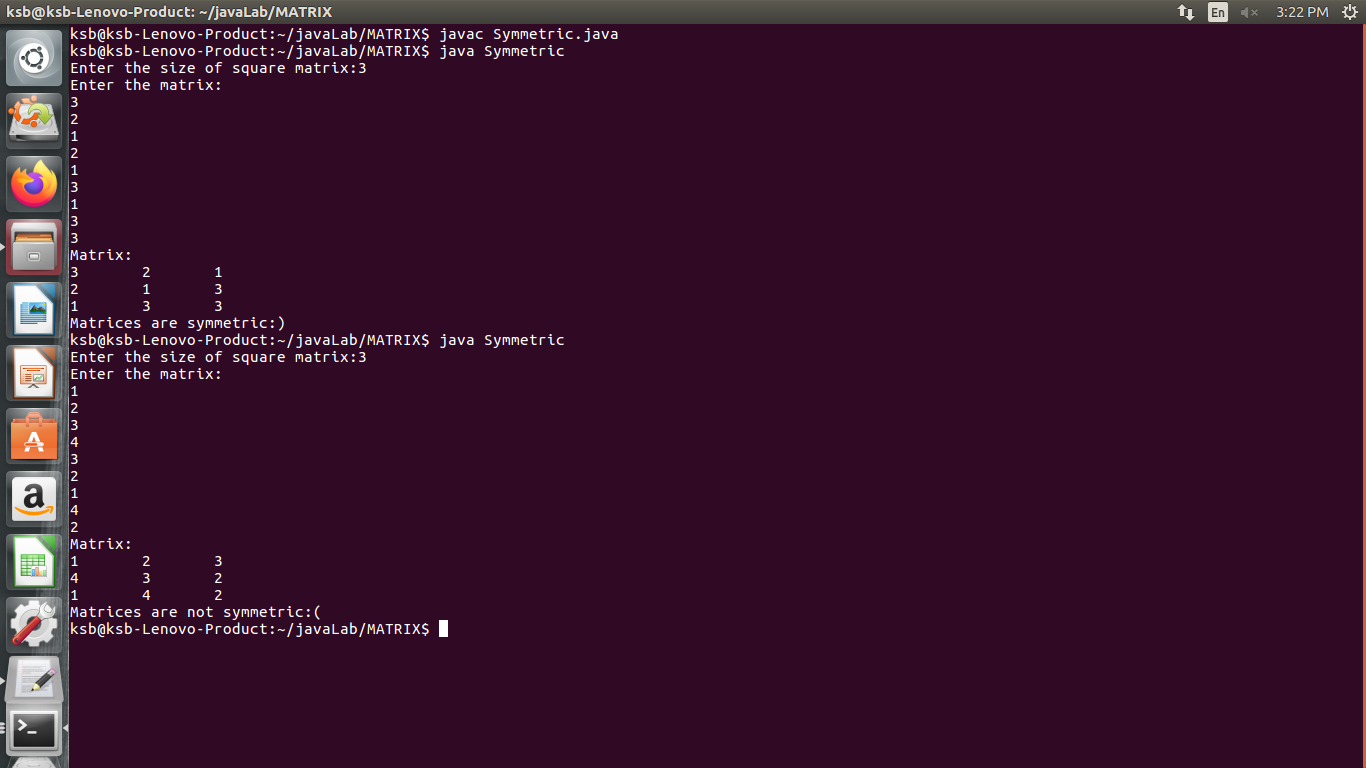 ksb@ksb-Lenovo-Product: ~/javaLab/MATRIX
En
3:22 PM
ksb@ksb-Lenovo-Product:~/javaLab/MATRIX$ javac Symmetric.java
ksb@ksb-Lenovo-Product:~/javaLab/MATRIX$ java Symmetric
Enter the size of square matrix:3
Enter the matrix:
3
2
1
2
1
3
1
3
3
Matrix:
3 2 1
2 1 3
1 3 3
Matrices are symmetric:)
ksb@ksb-Lenovo-Product:~/javaLab/MATRIX$ java Symmetric
Enter the size of square matrix:3
Enter the matrix:
1
2
3
4
3
2
1
4
2
Matrix:
1 2 3
4 3 2
1 4 2
Matrices are not symmetric:(
ksb@ksb-Lenovo-Product:~/javaLab/MATRIX$